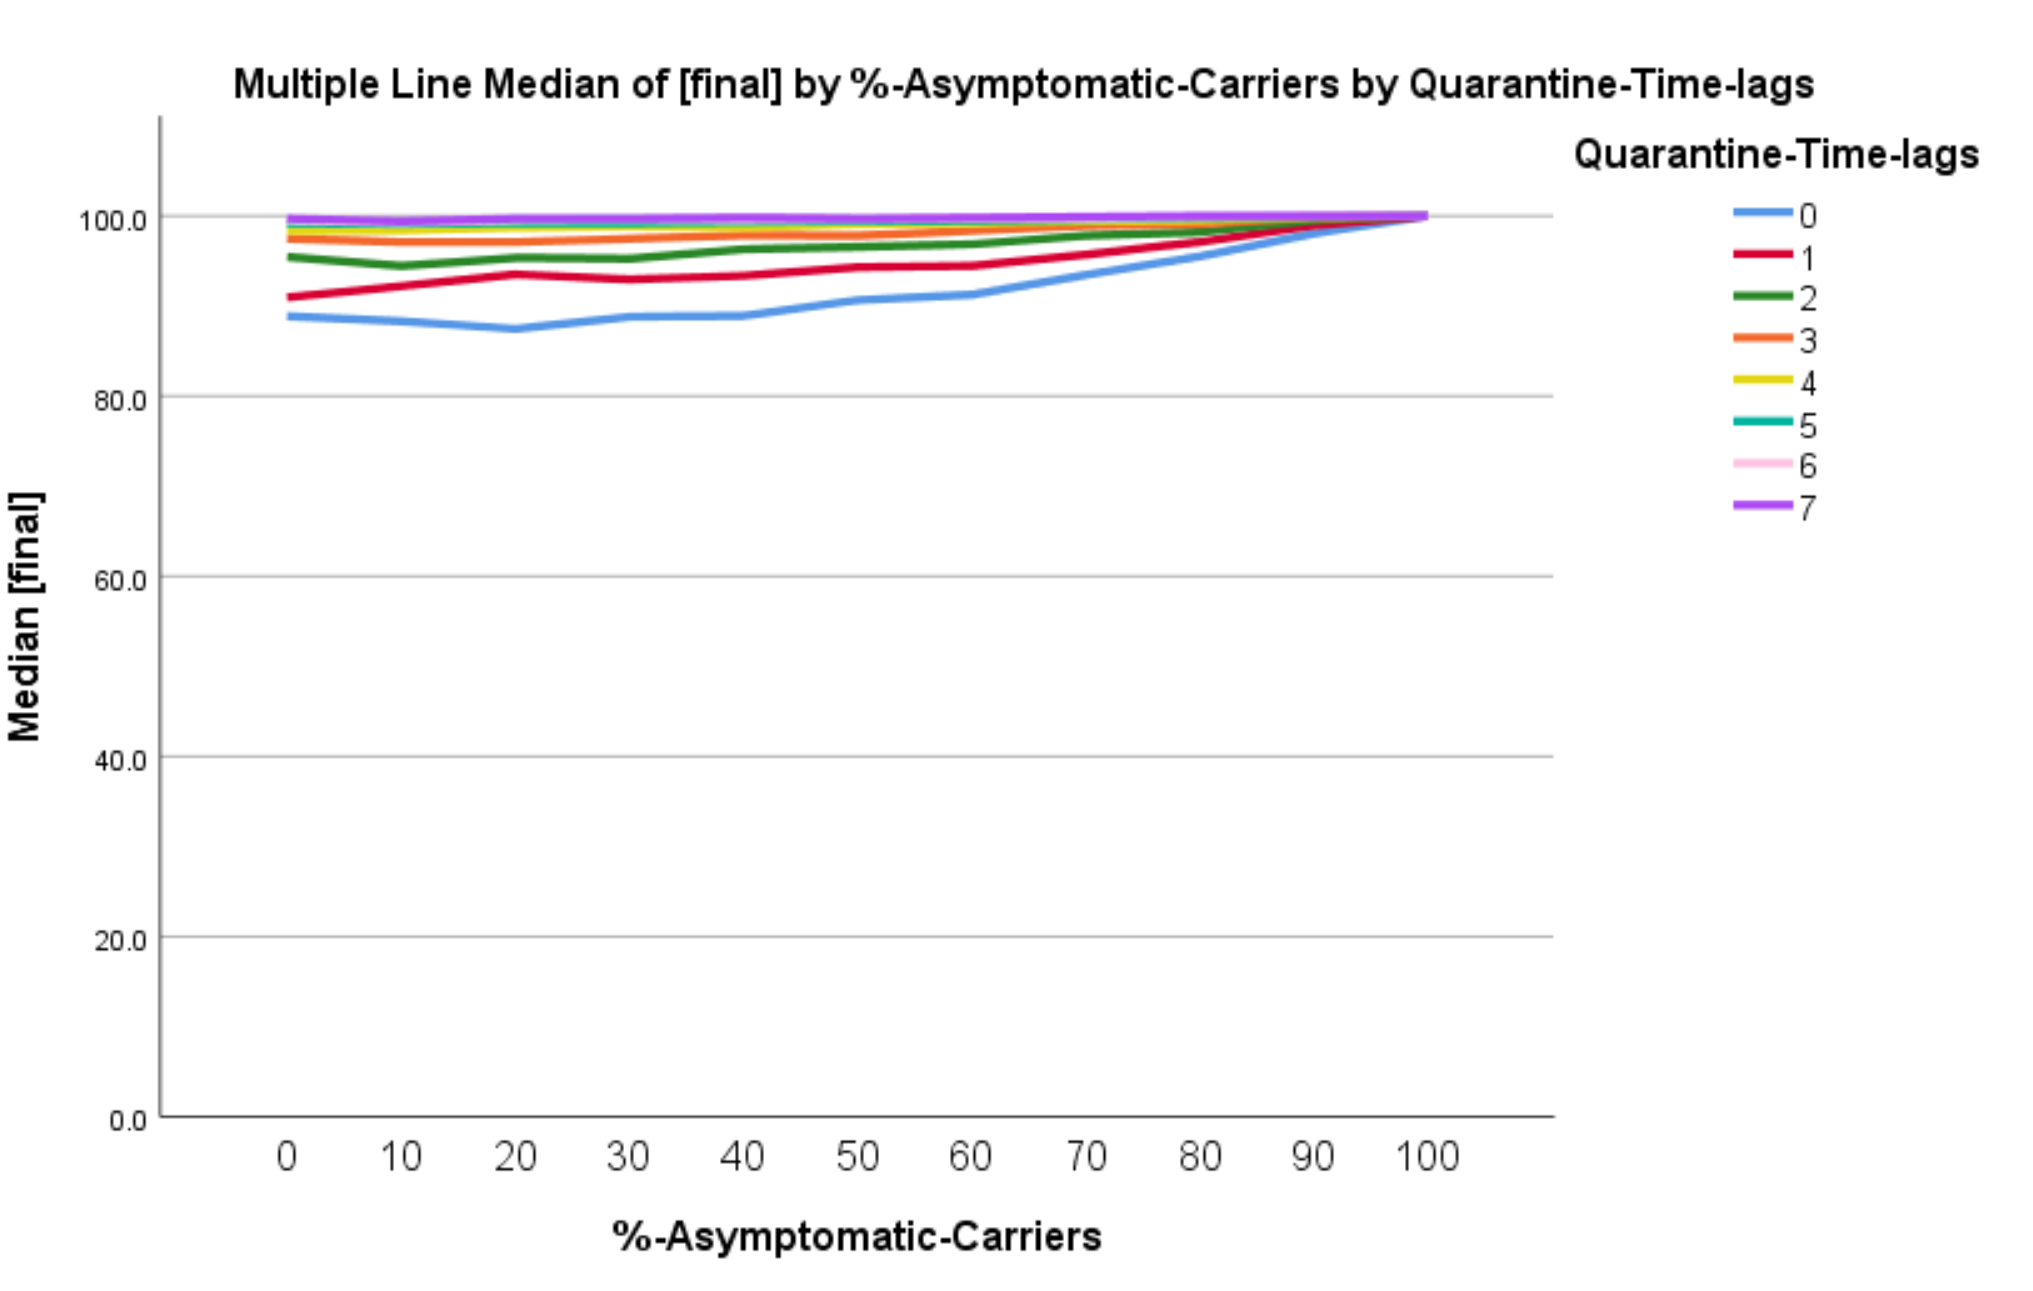 Multiple Line Median of [final] by %-Asymptomatic-Carriers by Quarantine-Time-lags
Quarantine-Time-lags
0
1
2
3
4
5
6
7
Median [final]
100.0
80.0
60.0
40.0
20.0
0.0
0 10 20 30 40 50 60 70 80 90 100
%-Asymptomatic-Carriers